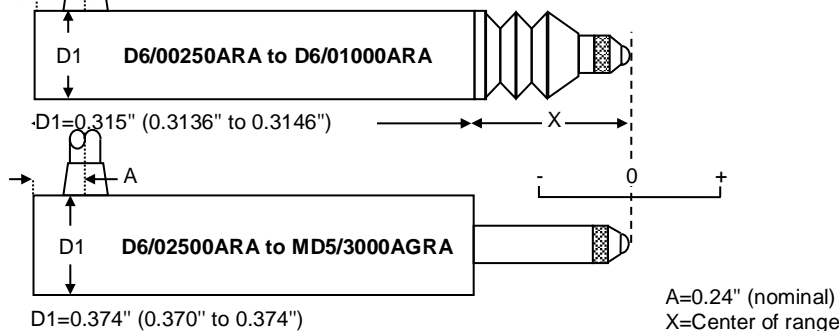 D1
D6/00250ARA to D6/01000ARA
D1=0.315" (0.3136" to 0.3146")
X
A
- 0 +
D1
D6/02500ARA to MD5/3000AGRA
D1=0.374" (0.370" to 0.374")
A=0.24" (nominal)
X=Center of range